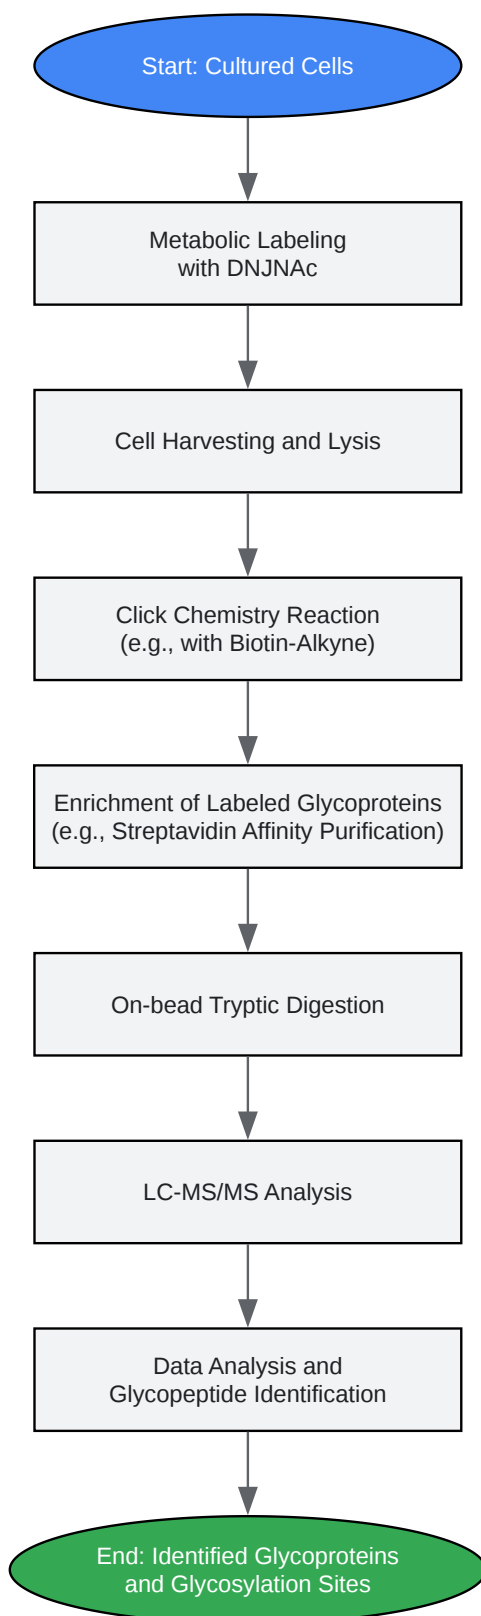 Start: Cultured Cells
Metabolic Labeling
with DNJNAc
Cell Harvesting and Lysis
Click Chemistry Reaction
(e.g., with Biotin-Alkyne)
Enrichment of Labeled Glycoproteins
(e.g., Streptavidin Affinity Purification)
On-bead Tryptic Digestion
LC-MS/MS Analysis
Data Analysis and
Glycopeptide Identification
End: Identified Glycoproteins
and Glycosylation Sites